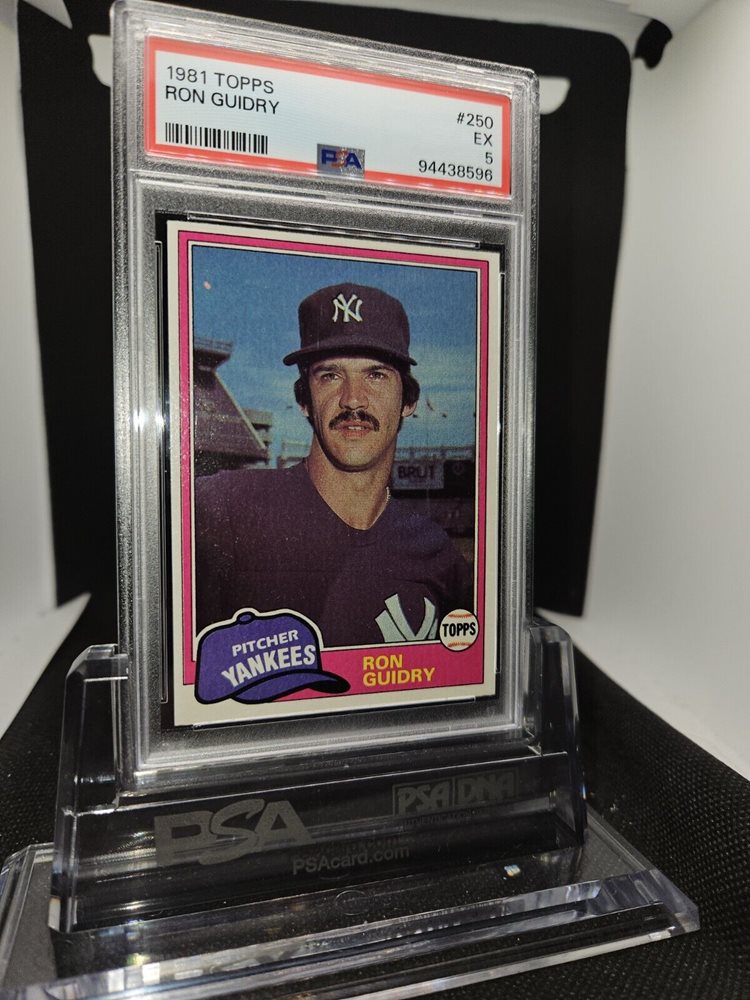 1981 TOPPS
RON GUIDRY
#250
EX
5
94438596
PSA
NY
BRUT
PITCHER
YANKEES
RON
GUIDRY
TOPPS
PSA
PSA DNA
PSAcard.com